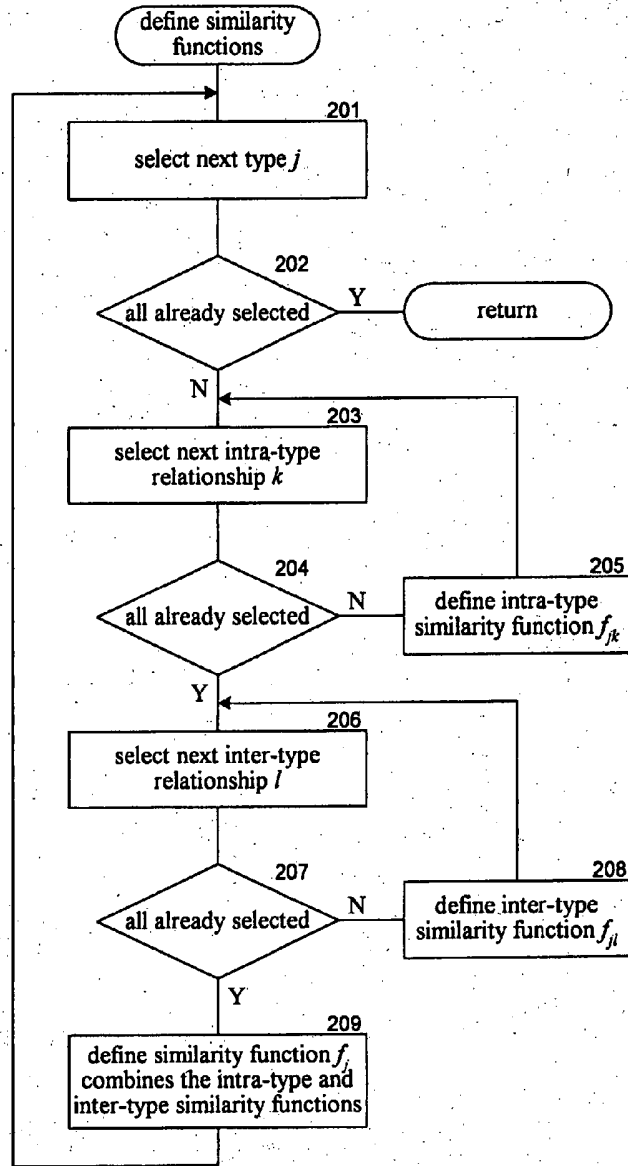 define similarity
functions
201
select next type j
202
all already selected
Y
return
N
203
select next intra-type
relationship k
204
all already selected
N
205
define intra-type
similarity function fjk
Y
206
select next inter-type
relationship l
207
all already selected
N
208
define inter-type
similarity function fjl
Y
209
define similarity function fj
combines the intra-type and
inter-type similarity functions